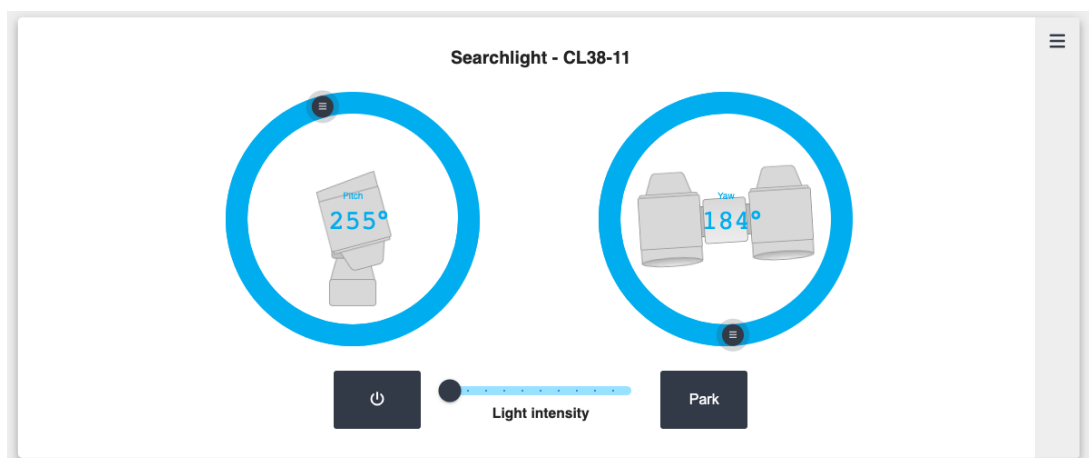 Searchlight - CL38-11
Pitch
255°
Yaw
184°
Light intensity
Park